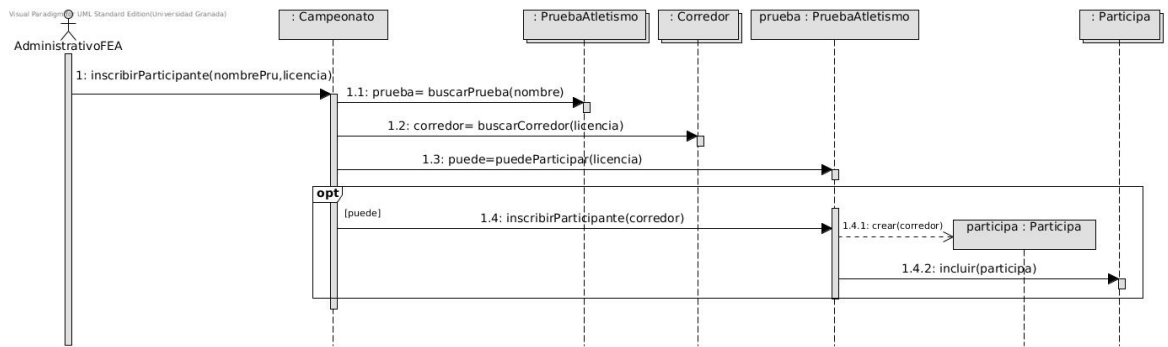 Visual Paradigm UML Standard Edition(Universidad Granada)
: Campeonato
: PruebaAtletismo
: Corredor
prueba : PruebaAtletismo
: Participa
AdministrativoFEA
1: inscribirParticipante(nombrePru,licencia)
1.1: prueba= buscarPrueba(nombre)
1.2: corredor= buscarCorredor(licencia)
1.3: puede=puedeParticipar(licencia)
opt
[puede]
1.4: inscribirParticipante(corredor)
1.4.1: crear(corredor)
participa : Participa
1.4.2: incluir(participa)